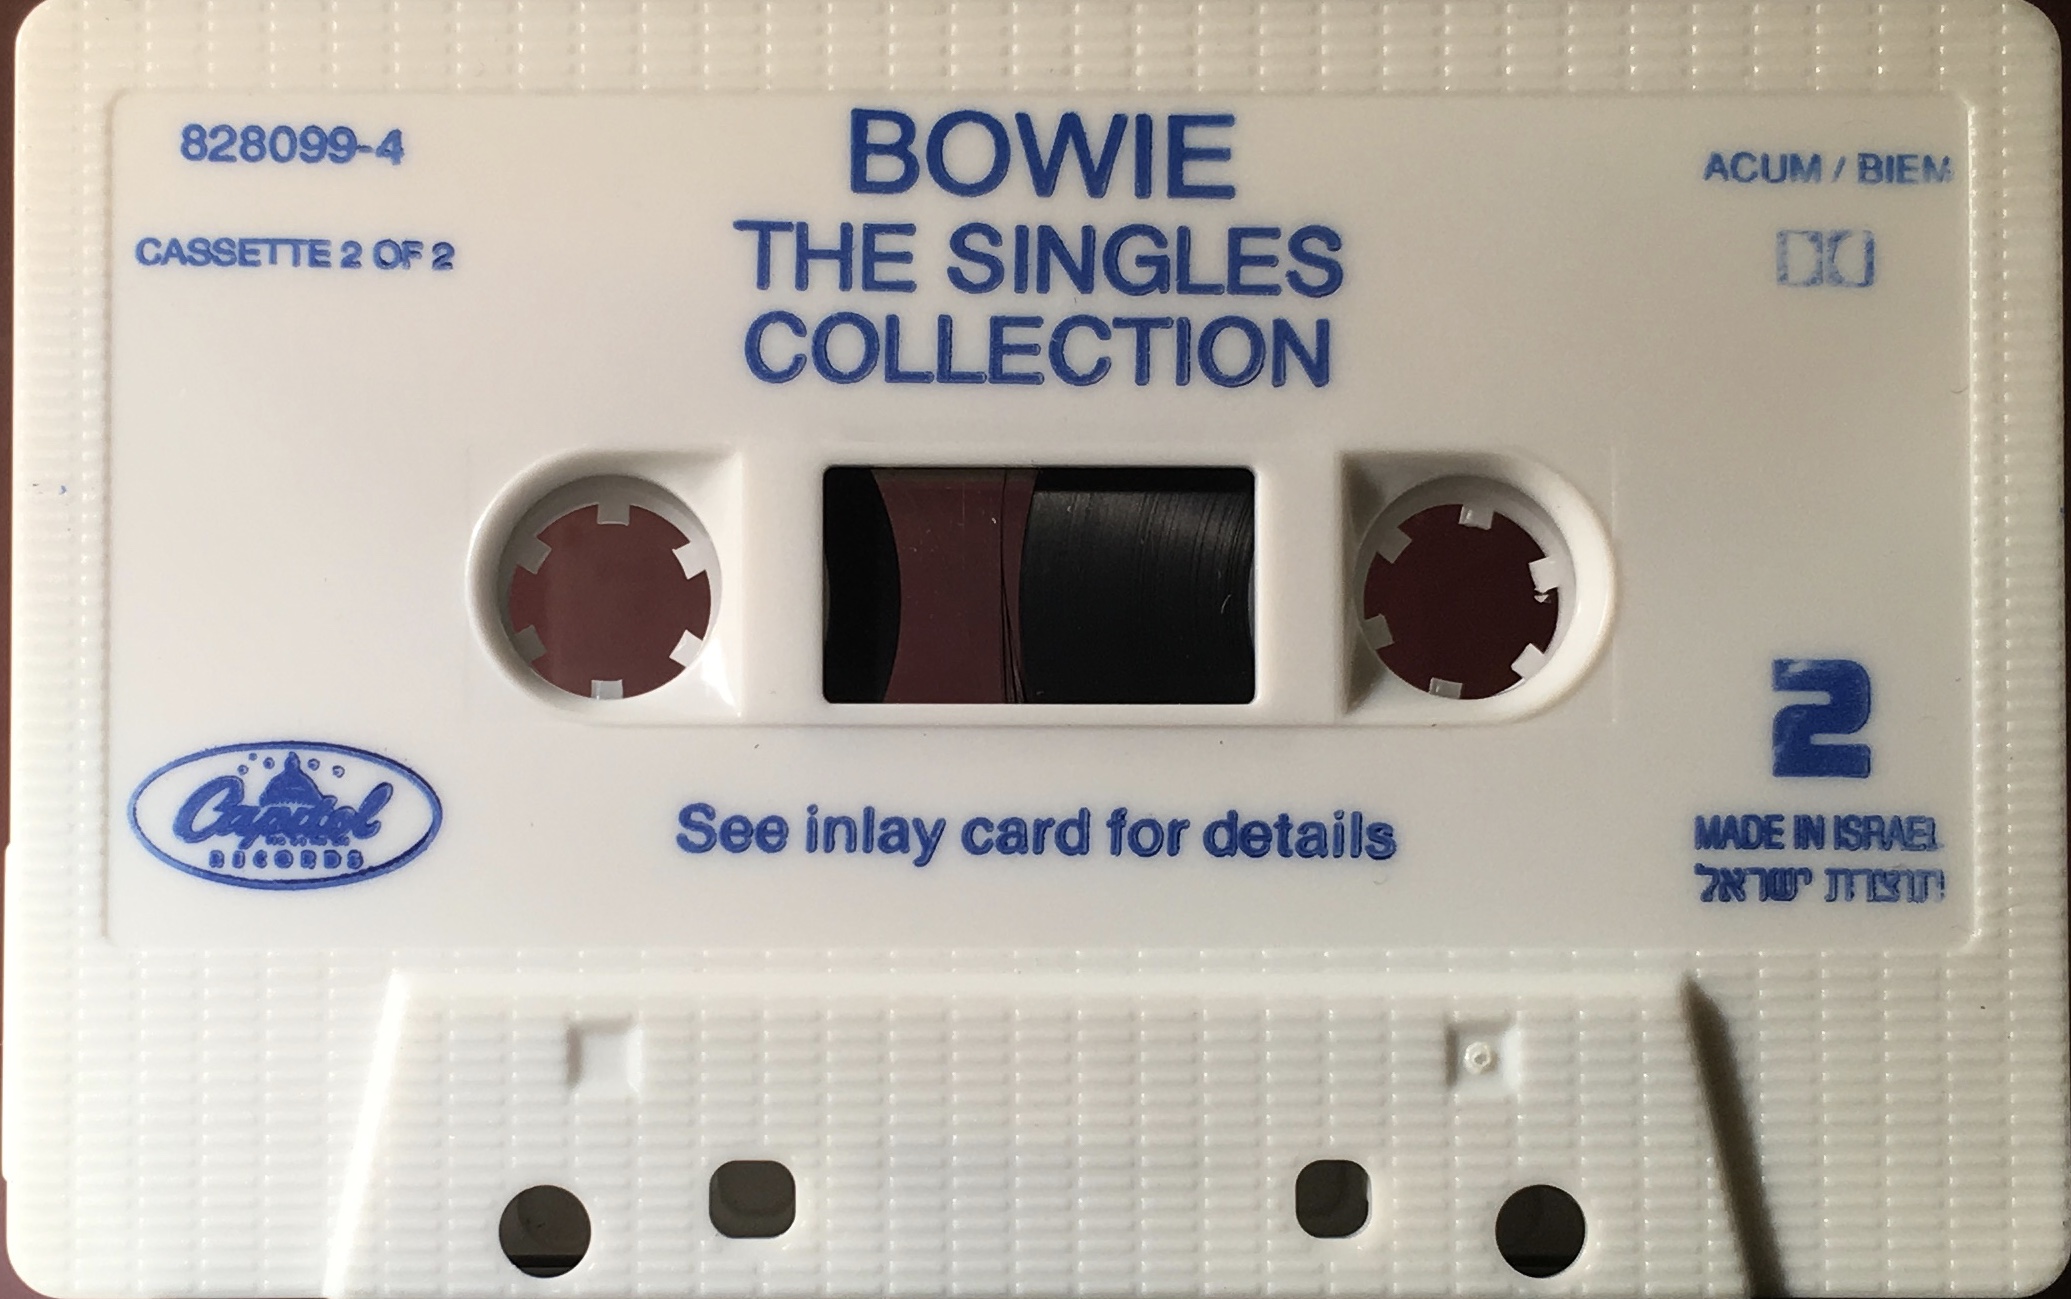 828099-4
CASSETTE 2 OF 2
BOWIE
THE SINGLES
COLLECTION
ACUM / BIEM
Capitol
RECORDS
See inlay card for details
2
MADE IN ISRAEL
תוצרת ישראל